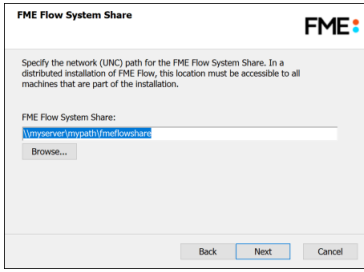 FME Flow System Share
FME
Specify the network (UNC) path for the FME Flow System Share. In a
distributed installation of FME Flow, this location must be accessible to all
machines that are part of the installation.
FME Flow System Share:
\\myserver\mypath\fmeflowshare
Browse...
Back Next Cancel